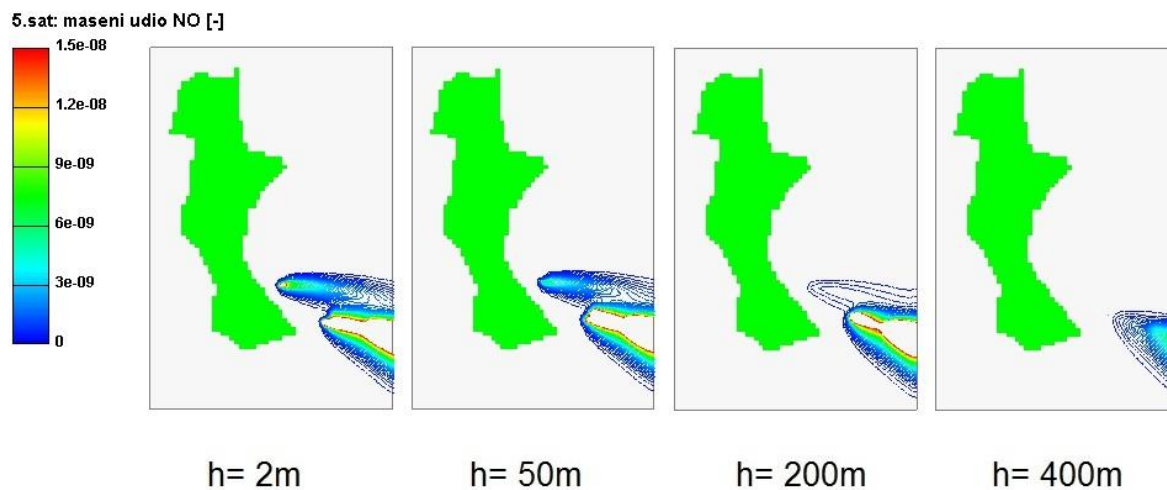 5.sat: maseni udio NO [-]
1.5e-08
1.2e-08
9e-09
6e-09
3e-09
0
h= 2m
h= 50m
h= 200m
h= 400m